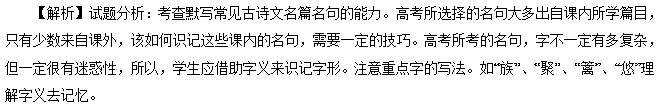 【解析】试题分析：考查默写常见古诗文名篇名句的能力。高考所选择的名句大多出自课内所学篇目，
只有少数来自课外，该如何识记这些课内的名句，需要一定的技巧。高考所考的名句，字不一定有多复杂，
但一定很有迷惑性，所以，学生应借助字义来识记字形。注意重点字的写法。如“族”、“聚”、“篱”、“悠”理
解字义去记忆。